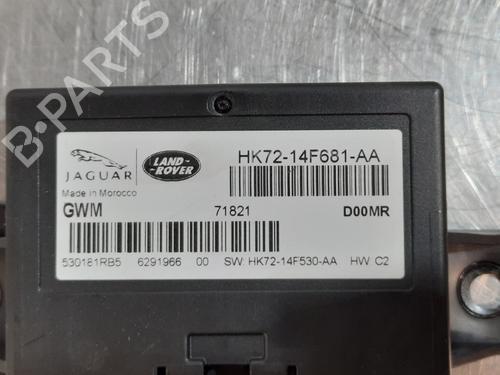 B-PARTS
JAGUAR
LAND-
-ROVER
HK72-14F681-AA
Made in Morocco
GWM 71821 D00MR
530181RB5 6291966 00 SW: HK72-14F530-AA HW: C2